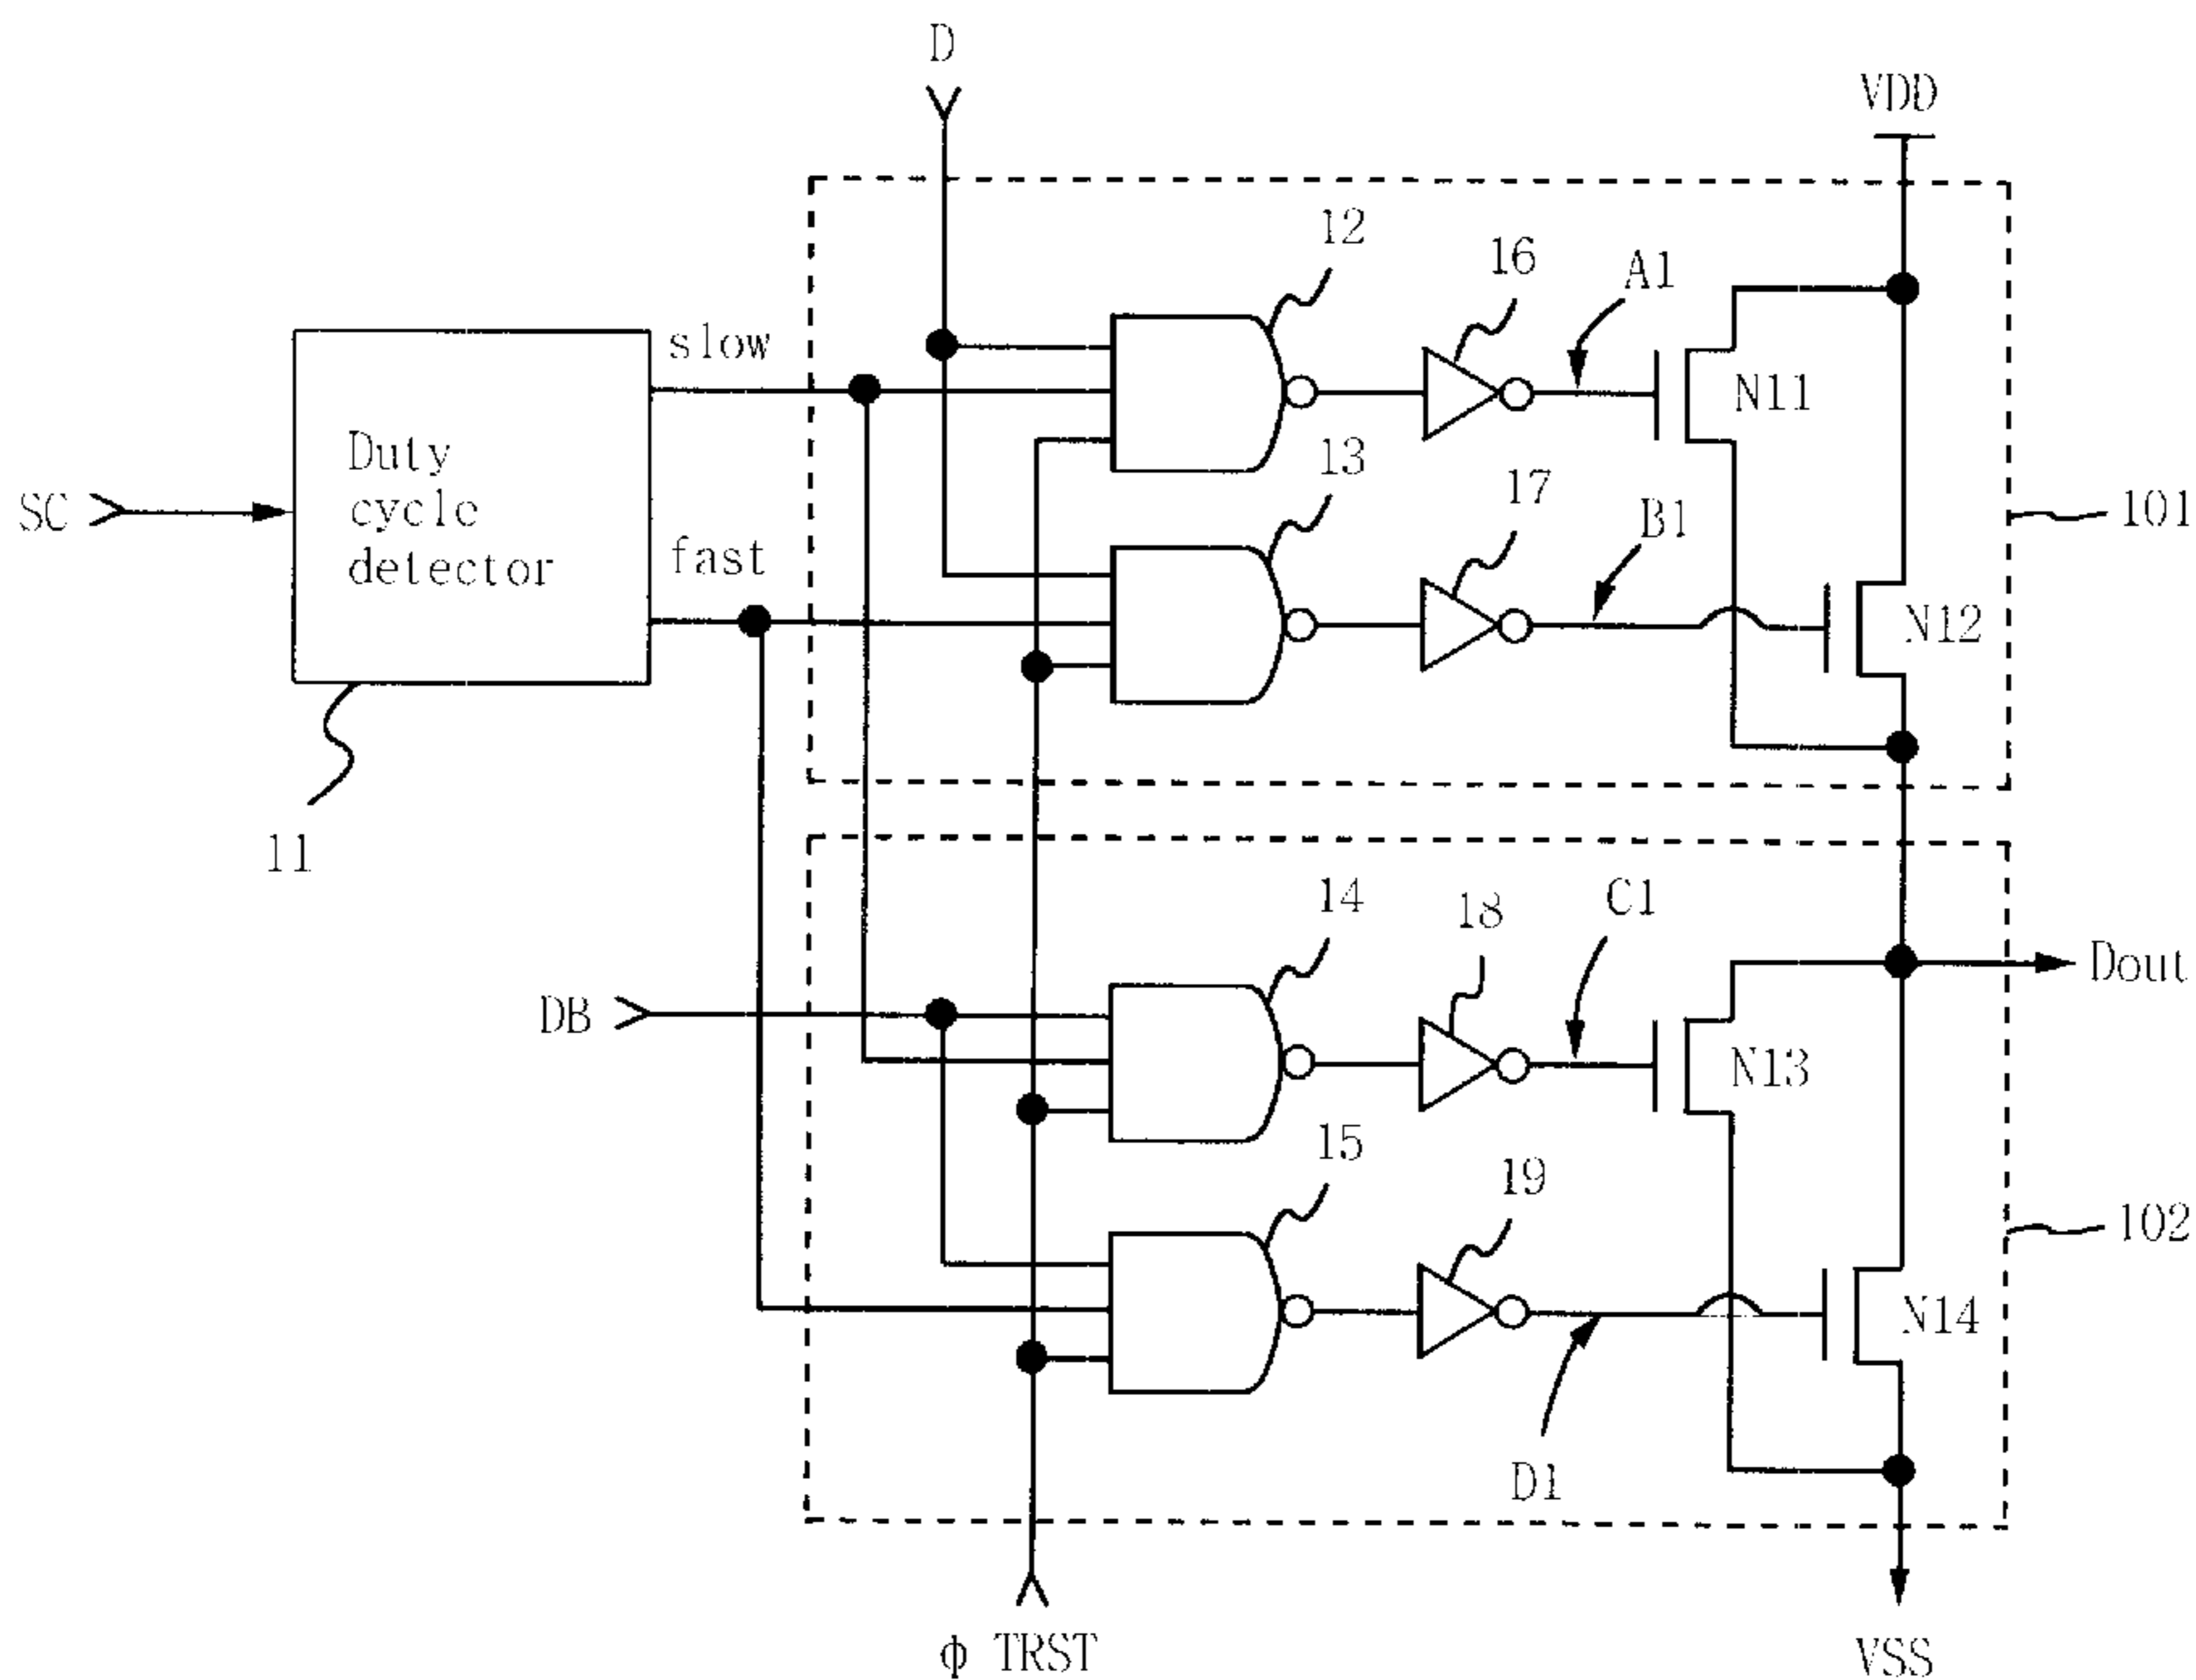 D
VDD
12
16
A1
slow
N11
Duty
cycle
detector
13
17
SC
101
B1
fast
N12
11
14
18
C1
Dout
DB
N13
15
19
102
N14
D1
φ TRST
VSS